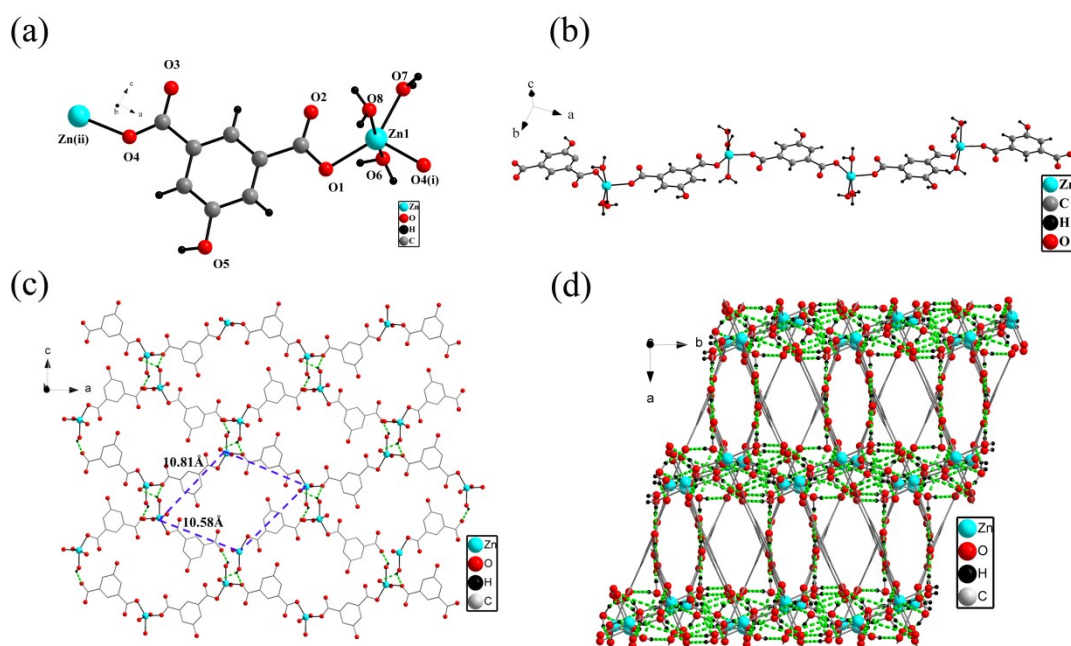 (a)
O3
c
b
a
Zn(ii)
O4
O2
O8
O7
Zn1
O6
O1
O4(i)
O5
Zn
O
H
C
(b)
c
a
b
Zn
C
H
O
(c)
c
a
10.81Å
10.58Å
Zn
O
H
C
(d)
b
a
Zn
O
H
C